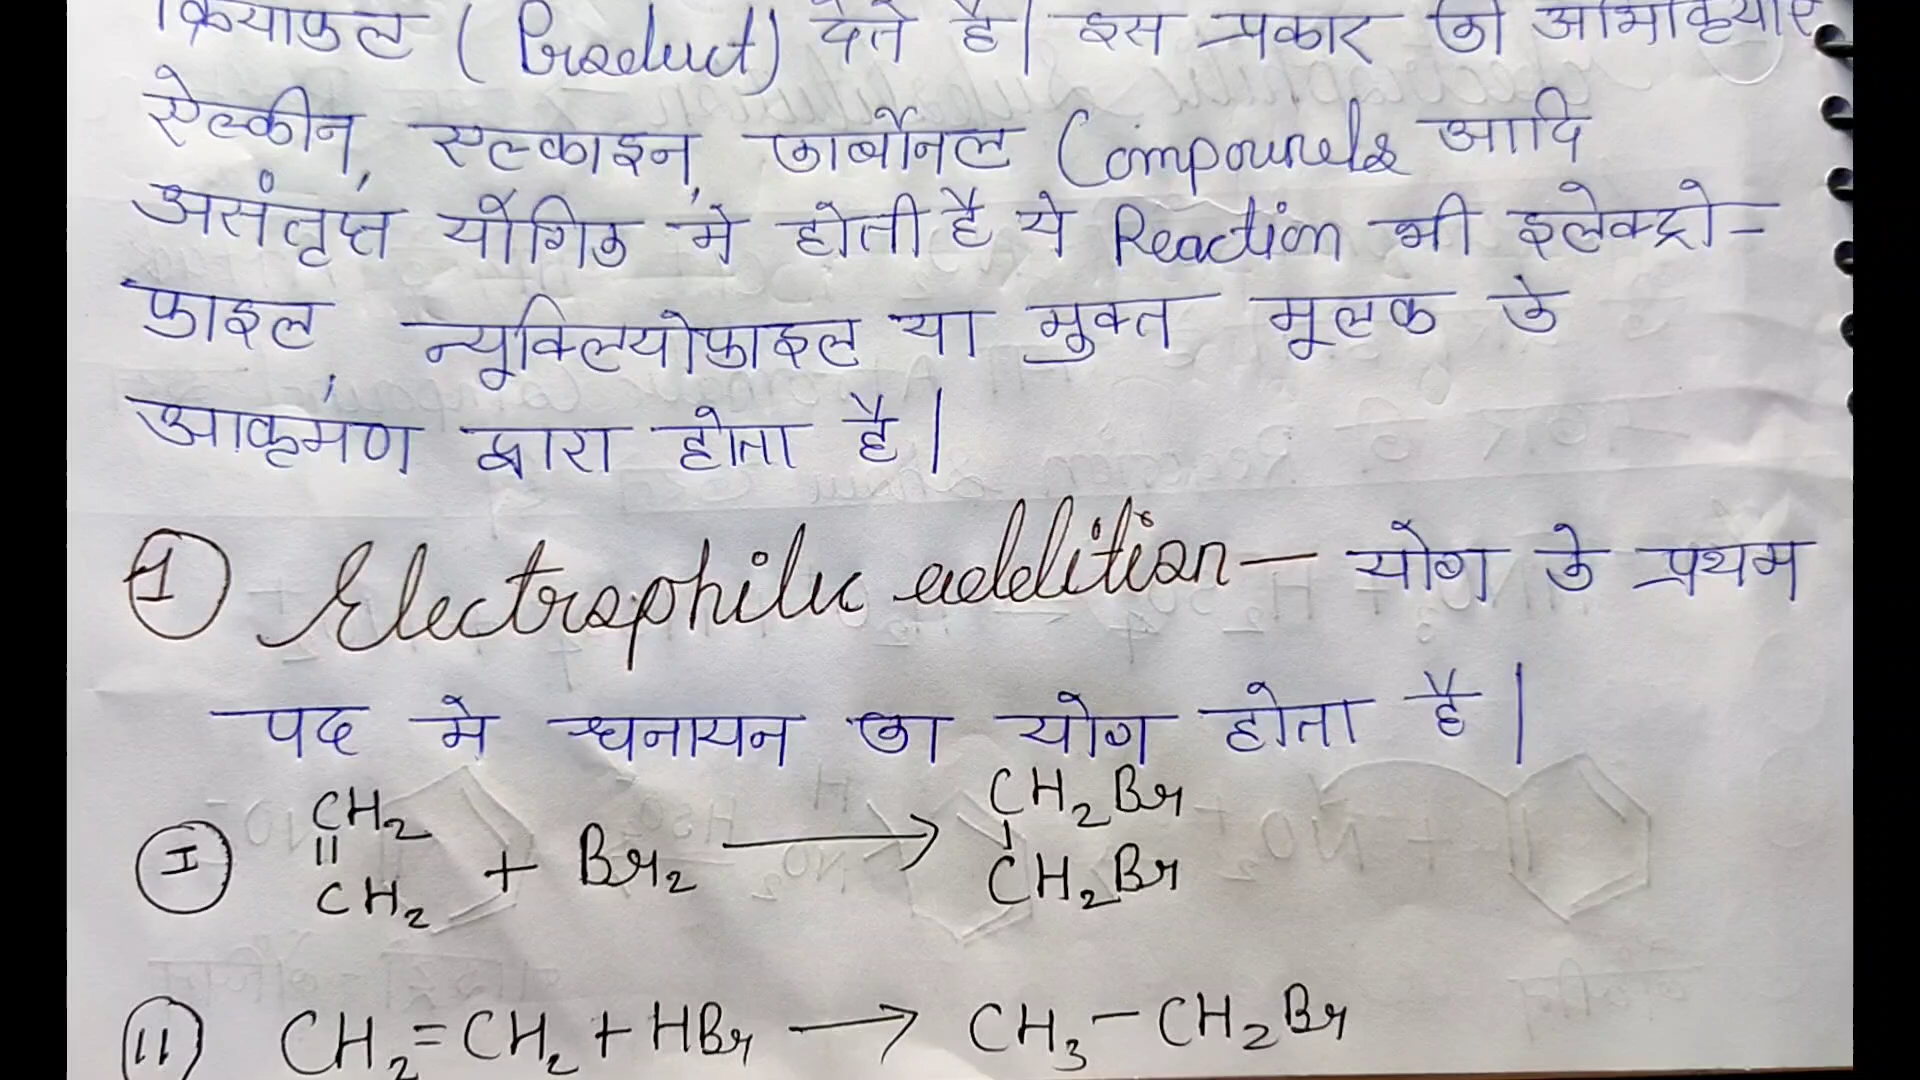 क्रियाफल (Product) देते है। इस प्रकार की अभिक्रियाएं
ऐल्कीन, एल्काइन, कार्बोनिल Compounds आदि
असंतृप्त यौगिक में होती है ये Reaction भी इलेक्ट्रो-
फाइल, न्यूक्लियोफाइल या मुक्त मूलक के
आक्रमण द्वारा होता है।
① Electrophilic addition — योग के प्रथम
पद मे धनायन का योग होता है।
Ⓘ CH₂ = CH₂ + Br₂ ⟶ CH₂Br - CH₂Br
(II) CH₂=CH₂ + HBr ⟶ CH₃-CH₂Br